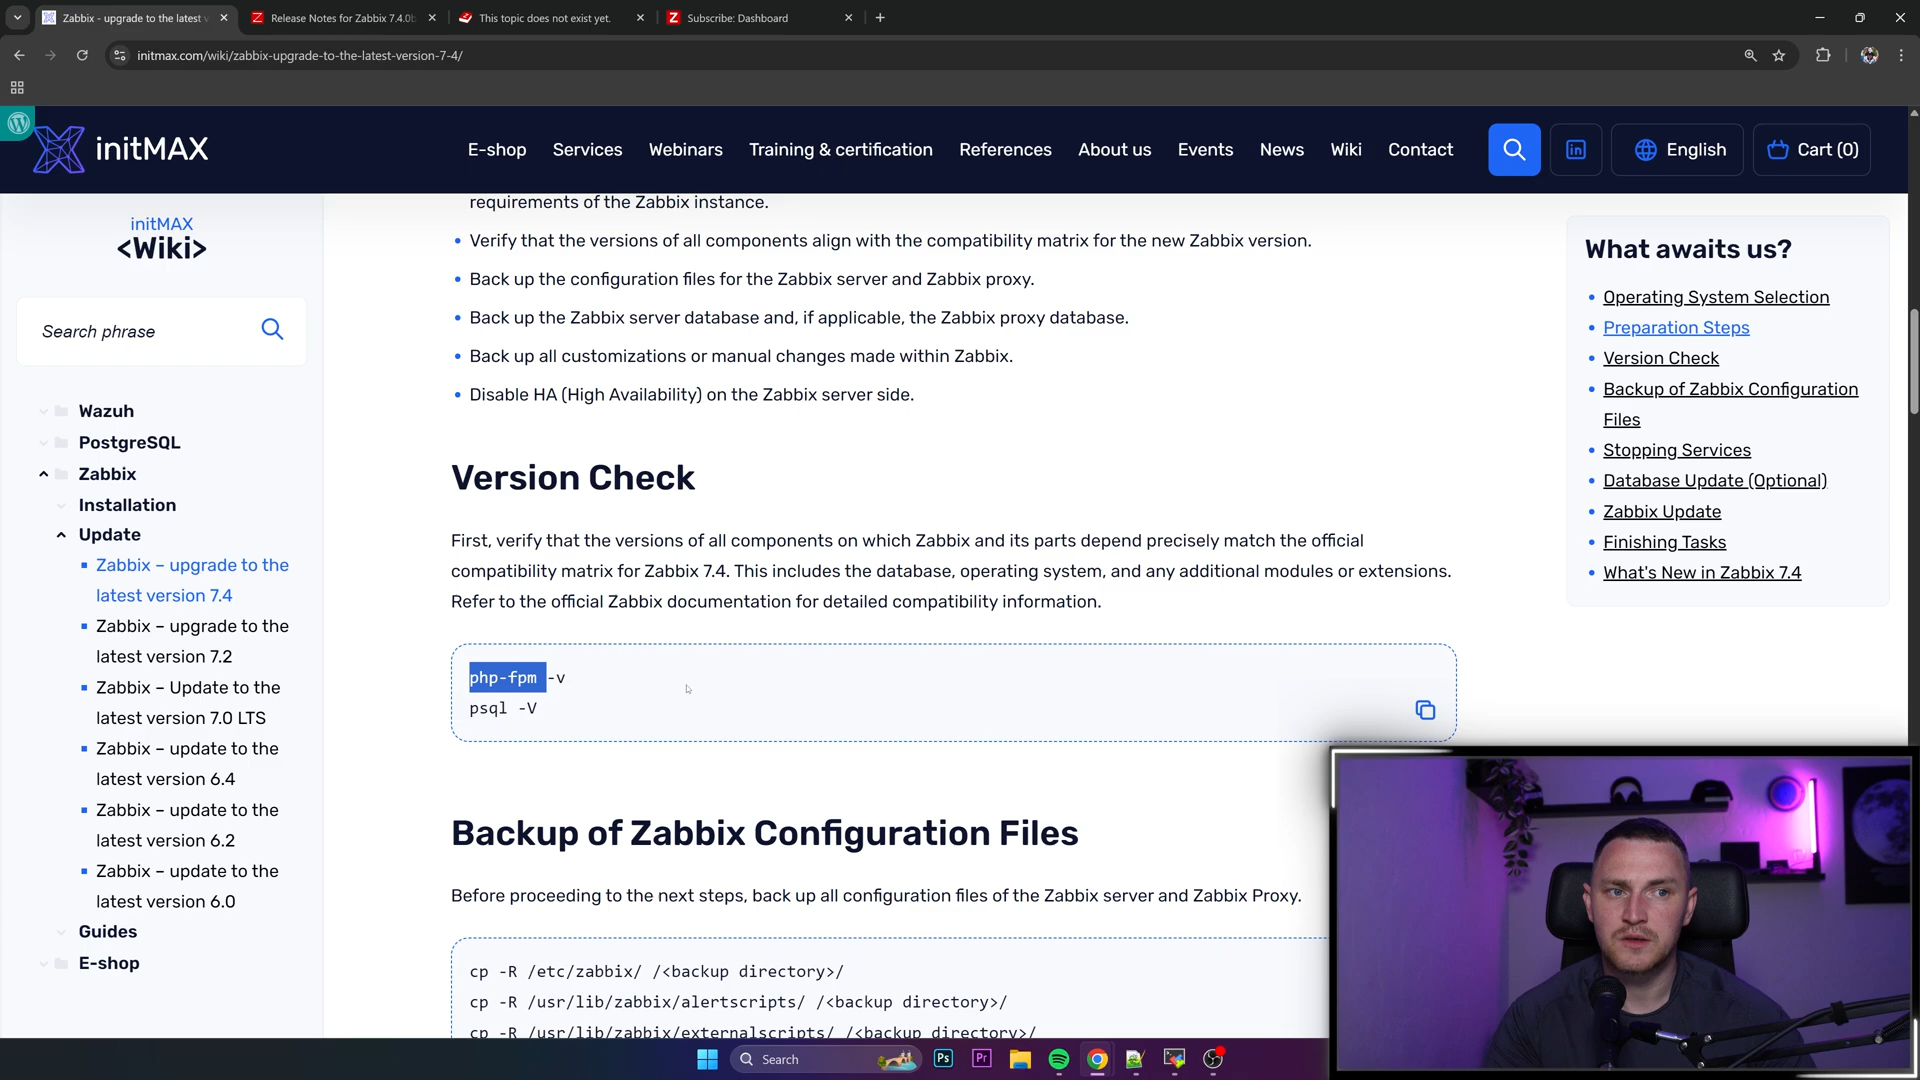 Zabbix - upgrade to the latest v
Release Notes for Zabbix 7.4.0b
This topic does not exist yet.
Subscribe: Dashboard
initmax.com/wiki/zabbix-upgrade-to-the-latest-version-7-4/
initMAX
E-shop
Services
Webinars
Training & certification
References
About us
Events
News
Wiki
Contact
English
Cart (0)
initMAX
<Wiki>
Search phrase
Wazuh
PostgreSQL
Zabbix
Installation
Update
Zabbix – upgrade to the
latest version 7.4
Zabbix – upgrade to the
latest version 7.2
Zabbix – Update to the
latest version 7.0 LTS
Zabbix – update to the
latest version 6.4
Zabbix – update to the
latest version 6.2
Zabbix – update to the
latest version 6.0
Guides
E-shop
requirements of the Zabbix instance.
Verify that the versions of all components align with the compatibility matrix for the new Zabbix version.
Back up the configuration files for the Zabbix server and Zabbix proxy.
Back up the Zabbix server database and, if applicable, the Zabbix proxy database.
Back up all customizations or manual changes made within Zabbix.
Disable HA (High Availability) on the Zabbix server side.
Version Check
First, verify that the versions of all components on which Zabbix and its parts depend precisely match the official
compatibility matrix for Zabbix 7.4. This includes the database, operating system, and any additional modules or extensions.
Refer to the official Zabbix documentation for detailed compatibility information.
php-fpm -v
psql -V
Backup of Zabbix Configuration Files
Before proceeding to the next steps, back up all configuration files of the Zabbix server and Zabbix Proxy.
cp -R /etc/zabbix/ /<backup directory>/
cp -R /usr/lib/zabbix/alertscripts/ /<backup directory>/
cp -R /usr/lib/zabbix/externalscripts/ /<backup directory>/
What awaits us?
Operating System Selection
Preparation Steps
Version Check
Backup of Zabbix Configuration
Files
Stopping Services
Database Update (Optional)
Zabbix Update
Finishing Tasks
What's New in Zabbix 7.4
Search
Ps
Pr